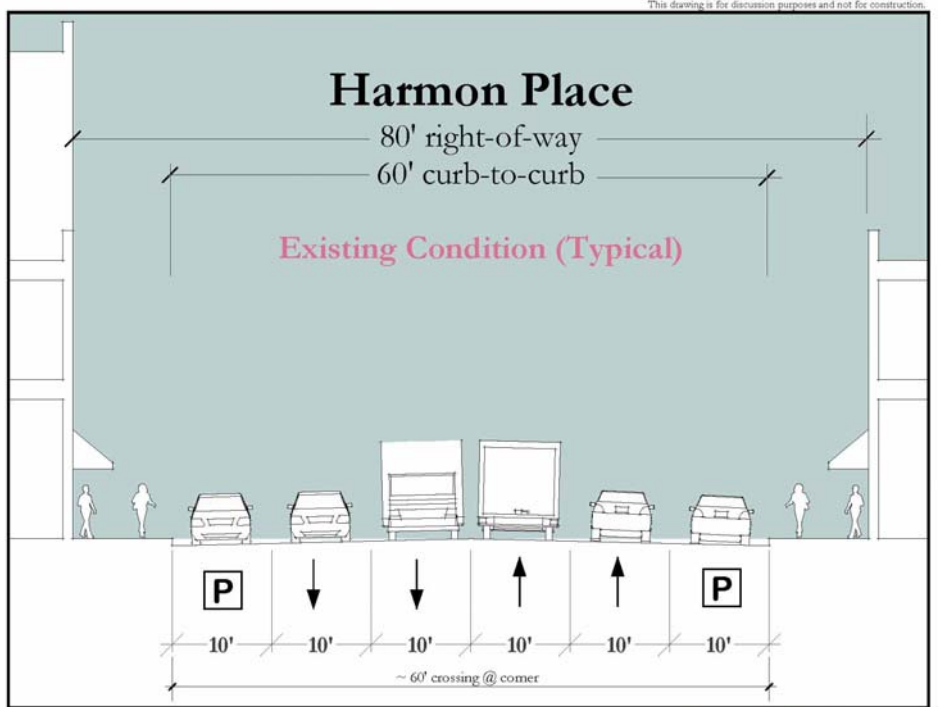 This drawing is for discussion purposes and not for construction.
Harmon Place
80' right-of-way
60' curb-to-curb
Existing Condition (Typical)
P P
10' 10' 10' 10' 10' 10'
~ 60' crossing @ corner